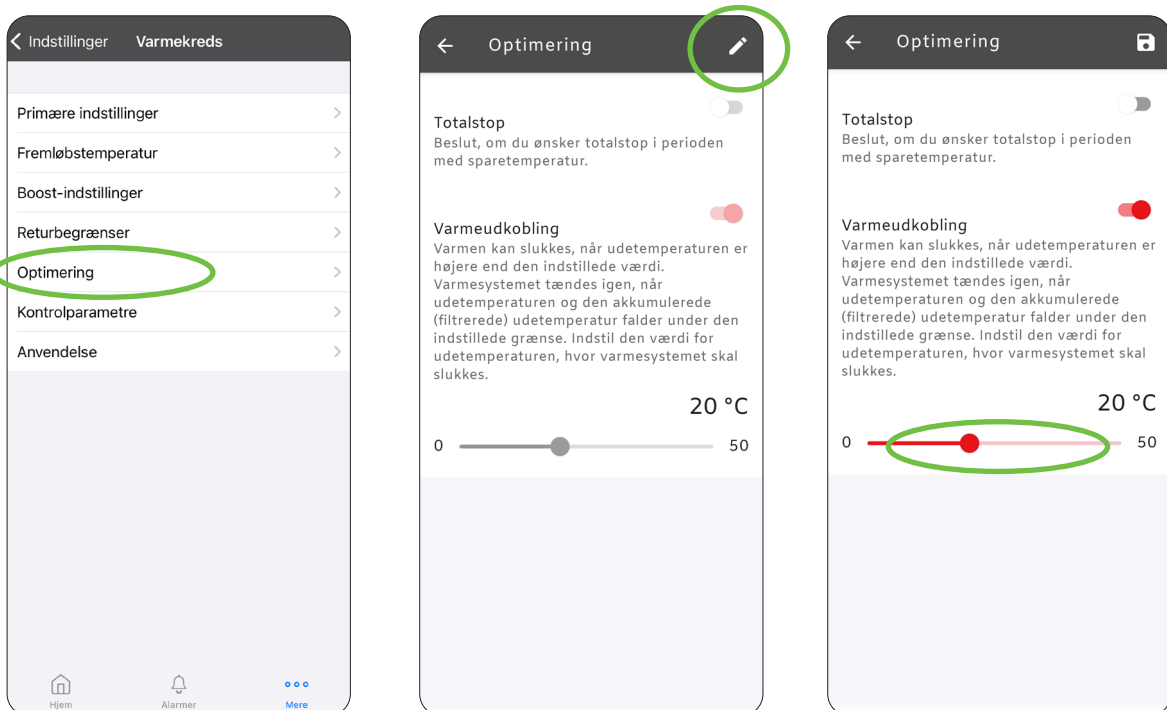 Indstillinger Varmekreds
Primære indstillinger
Fremløbstemperatur
Boost-indstillinger
Returbegrænser
Optimering
Kontrolparametre
Anvendelse
Hjem Alarmer Mere
Optimering
Totalstop
Beslut, om du ønsker totalstop i perioden
med sparetemperatur.
Varmeudkobling
Varmen kan slukkes, når udetemperaturen er
højere end den indstillede værdi.
Varmesystemet tændes igen, når
udetemperaturen og den akkumulerede
(filtrerede) udetemperatur falder under den
indstillede grænse. Indstil den værdi for
udetemperaturen, hvor varmesystemet skal
slukkes.
20 °C
0 50
Optimering
Totalstop
Beslut, om du ønsker totalstop i perioden
med sparetemperatur.
Varmeudkobling
Varmen kan slukkes, når udetemperaturen er
højere end den indstillede værdi.
Varmesystemet tændes igen, når
udetemperaturen og den akkumulerede
(filtrerede) udetemperatur falder under den
indstillede grænse. Indstil den værdi for
udetemperaturen, hvor varmesystemet skal
slukkes.
20 °C
0 50